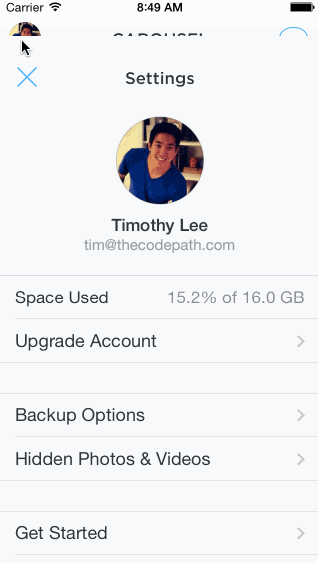 Carrier 8:49 AM
CAROUSEL
Settings
Timothy Lee
tim@thecodepath.com
Space Used 15.2% of 16.0 GB
Upgrade Account
Backup Options
Hidden Photos & Videos
Get Started